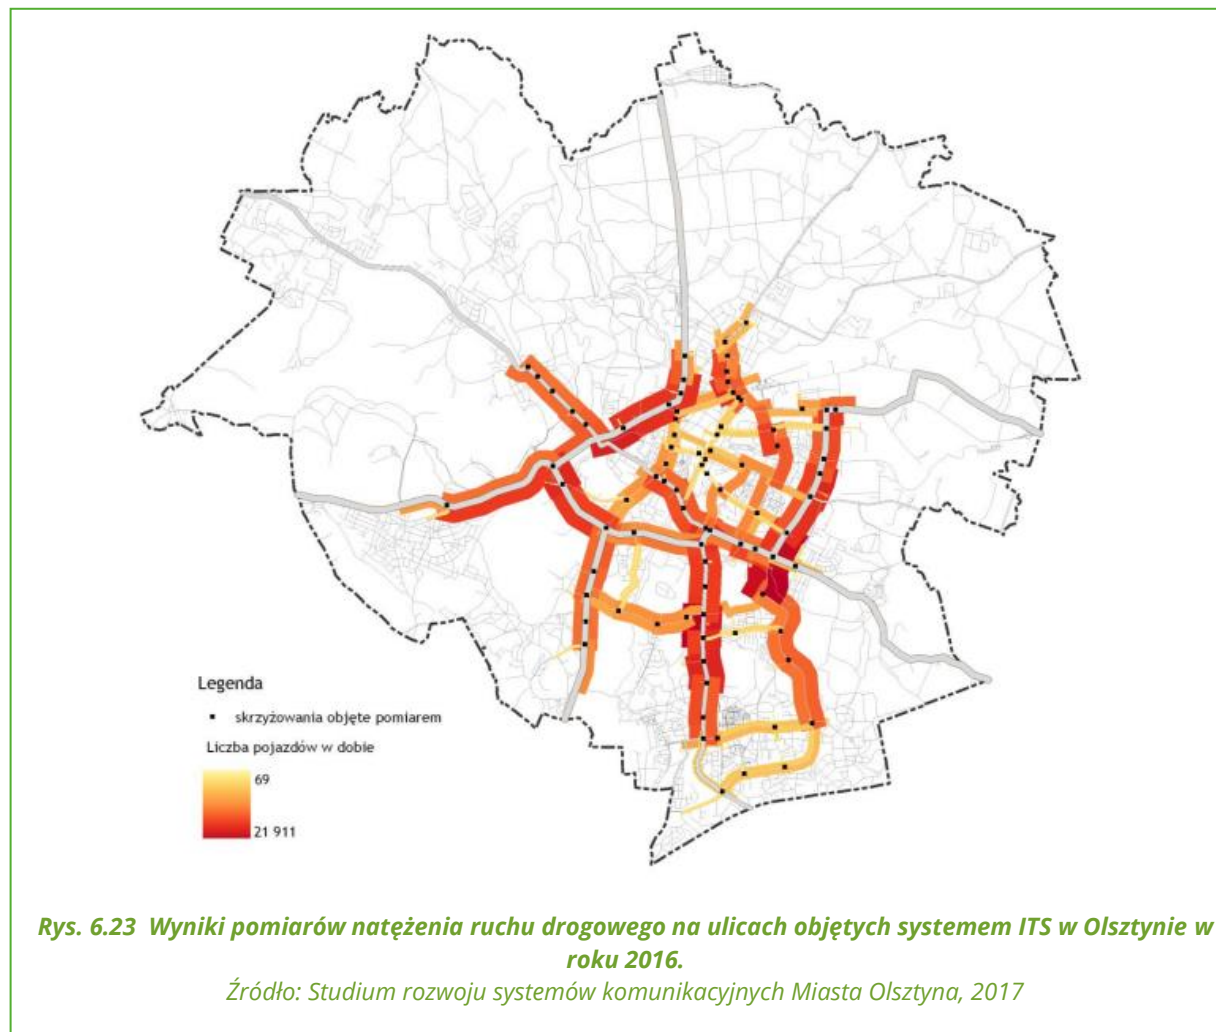 Legenda
skrzyżowania objęte pomiarem
Liczba pojazdów w dobie
69
21 911
Rys. 6.23 Wyniki pomiarów natężenia ruchu drogowego na ulicach objętych systemem ITS w Olsztynie w
roku 2016.
Źródło: Studium rozwoju systemów komunikacyjnych Miasta Olsztyna, 2017